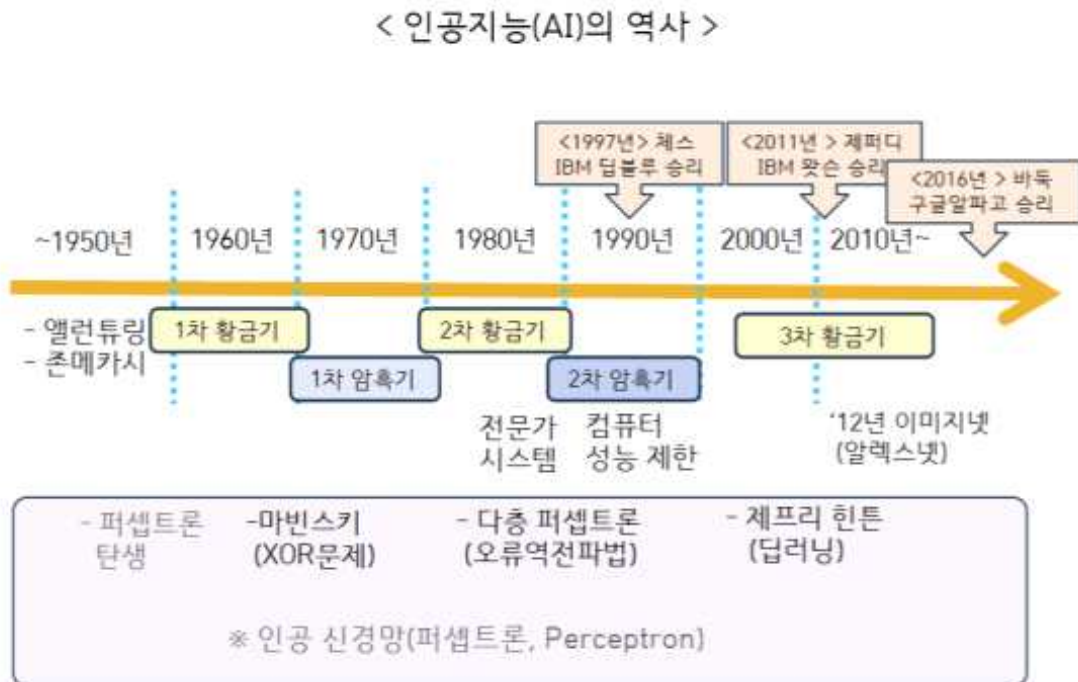 < 인공지능(AI)의 역사 >
<1997년> 체스
IBM 딥블루 승리
<2011년 > 제퍼디
IBM 왓슨 승리
<2016년 > 바둑
구글알파고 승리
~1950년
1960년
1970년
1980년
1990년
2000년
2010년~
- 앨런튜링
- 존메카시
1차 황금기
2차 황금기
3차 황금기
1차 암흑기
2차 암흑기
전문가
시스템
컴퓨터
성능 제한
'12년 이미지넷
(알렉스넷)
- 퍼셉트론
탄생
-마빈스키
(XOR문제)
- 다층 퍼셉트론
(오류역전파법)
- 제프리 힌튼
(딥러닝)
※ 인공 신경망(퍼셉트론, Perceptron)